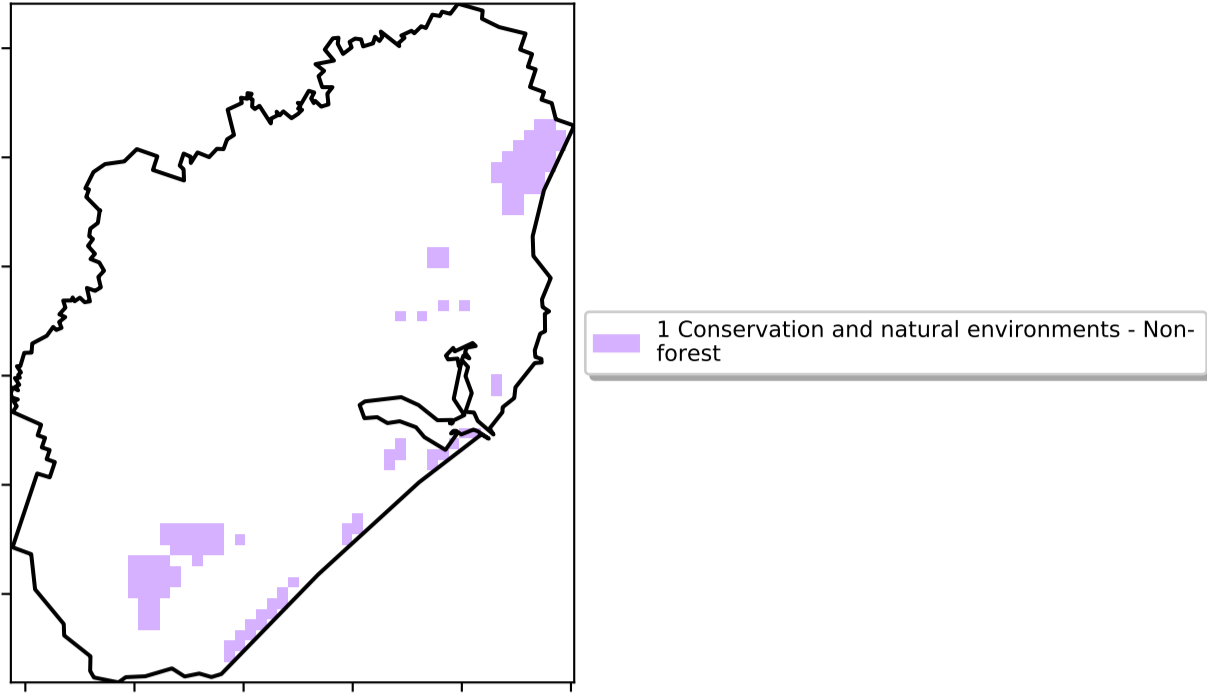 1 Conservation and natural environments - Non-
forest